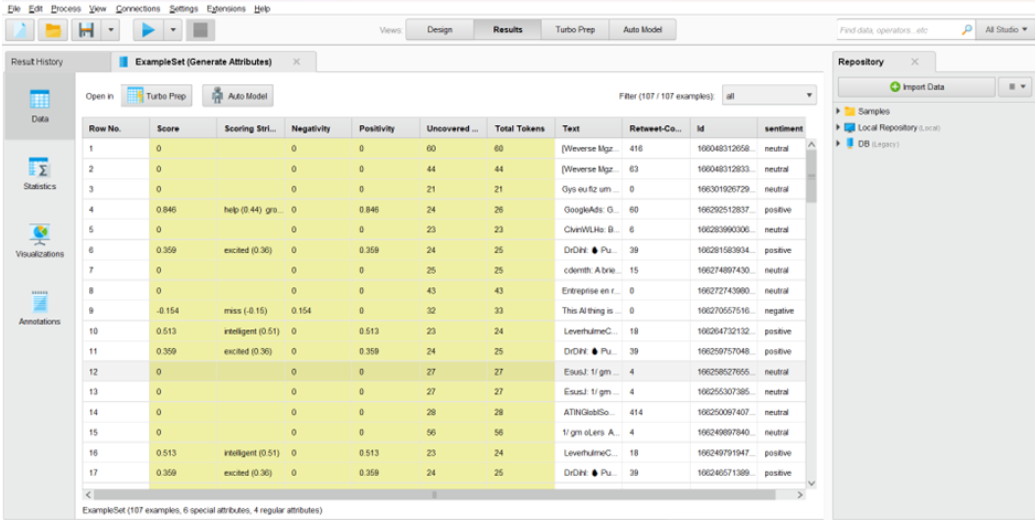 File Edit Process View Connections Settings Extensions Help
Views: Design Results Turbo Prep Auto Model
Find data, operators...etc All Studio
Result History ExampleSet (Generate Attributes) Repository
Open in Turbo Prep Auto Model Filter (107 / 107 examples): all
Import Data
Samples
Local Repository (Local)
DB (Legacy)
Data
Statistics
Visualizations
Annotations
Row No. Score Scoring Stri... Negativity Positivity Uncovered ... Total Tokens Text Retweet-Co... Id sentiment
1 0 0 0 60 60 [Weverse Mgz... 416 166048312658... neutral
2 0 0 0 44 44 [Weverse Mgz... 63 166048312833... neutral
3 0 0 0 21 21 Gys eu fiz um ... 0 166301926729... neutral
4 0.846 help (0.44) gro... 0 0.846 24 26 GoogleAds: G... 60 166292512837... positive
5 0 0 0 23 23 ClvinWLHs: B... 6 166283990306... neutral
6 0.359 excited (0.36) 0 0.359 24 25 DrDihl: Pu... 39 166281583934... positive
7 0 0 0 25 25 cdernth: A brie... 15 166274897430... neutral
8 0 0 0 43 43 Entreprise en r... 0 166272743980... neutral
9 -0.154 miss (-0.15) 0.154 0 32 33 This AI thing is ... 0 166270557516... negative
10 0.513 intelligent (0.51) 0 0.513 23 24 LeverhulmeC... 18 166264732132... positive
11 0.359 excited (0.36) 0 0.359 24 25 DrDihl: Pu... 39 166259757048... positive
12 0 0 0 27 27 EsusJ: 1/ gm ... 4 166258527655... neutral
13 0 0 0 27 27 EsusJ: 1/ gm ... 4 166255307385... neutral
14 0 0 0 28 28 ATINGloblSo... 414 166250097407... neutral
15 0 0 0 56 56 1/ gm oLers A... 4 166249897840... neutral
16 0.513 intelligent (0.51) 0 0.513 23 24 LeverhulmeC... 18 166249791947... positive
17 0.359 excited (0.36) 0 0.359 24 25 DrDihl: Pu... 39 166246571389... positive
ExampleSet (107 examples, 6 special attributes, 4 regular attributes)